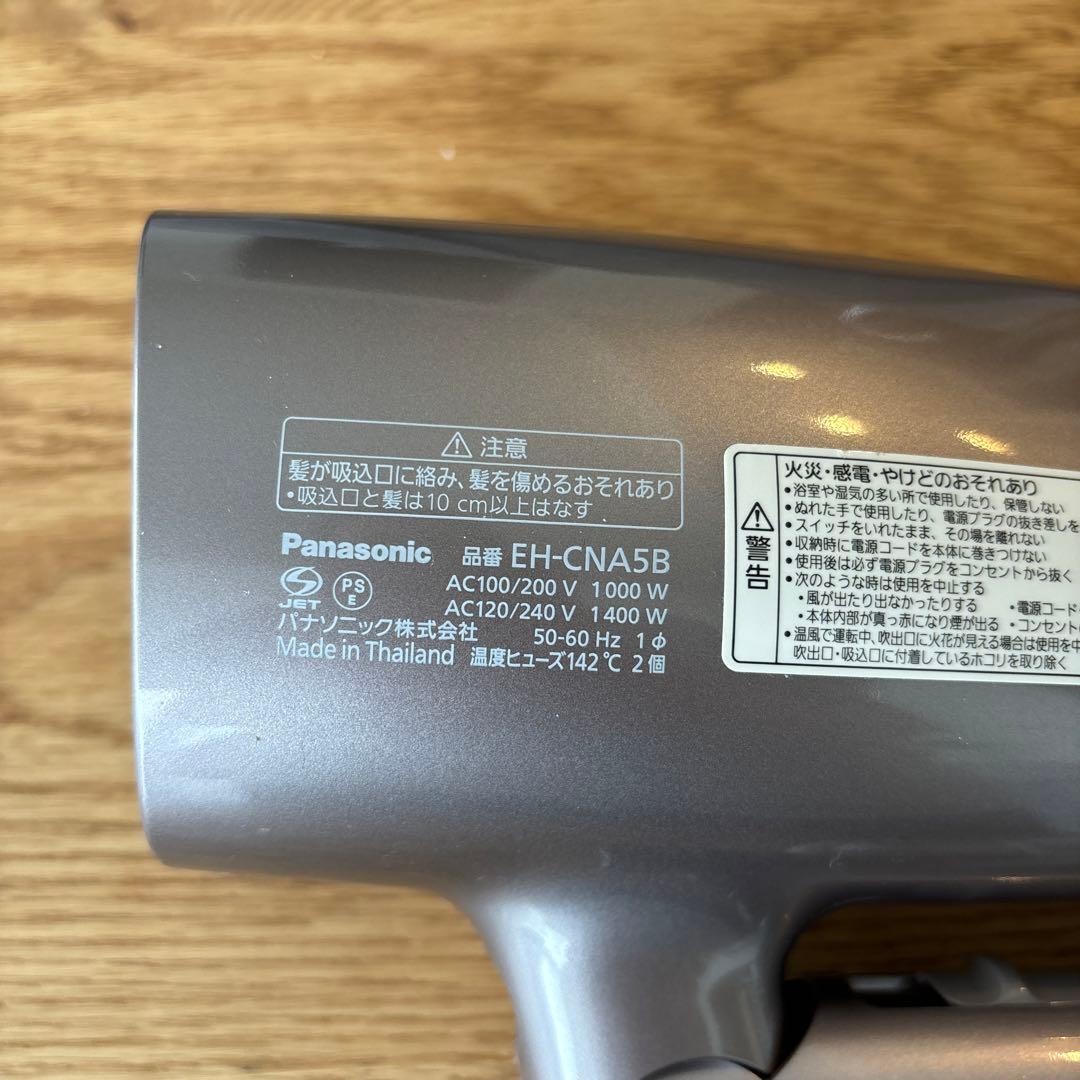 ⚠ 注意
髪が吸込口に絡み、髪を傷めるおそれあり
•吸込口と髪は10 cm以上はなす
Panasonic 品番 EH-CNA5B
JET PSE AC100/200 V 1000 W
AC120/240 V 1400 W
パナソニック株式会社 50-60 Hz 1φ
Made in Thailand 温度ヒューズ142℃ 2個
⚠ 警告
火災・感電・やけどのおそれあり
•浴室や湿気の多い所で使用したり、保管しない
•ぬれた手で使用したり、電源プラグの抜き差しを
•スイッチをいれたまま、その場を離れない
•収納時に電源コードを本体に巻きつけない
•使用後は必ず電源プラグをコンセントから抜く
•次のような時は使用を中止する
•風が出たり出なかったりする •電源コード
•本体内部が真っ赤になり煙が出る •コンセント
•温風で運転中、吹出口に火花が見える場合は使用を中
吹出口・吸込口に付着しているホコリを取り除く